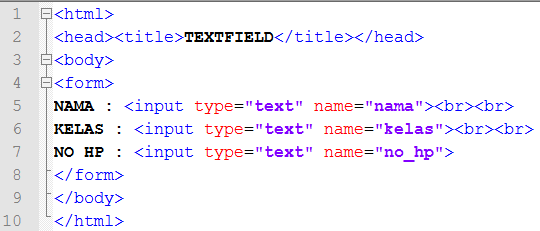 1 <html>
2 <head><title>TEXTFIELD</title></head>
3 <body>
4 <form>
5 NAMA : <input type="text" name="nama"><br><br>
6 KELAS : <input type="text" name="kelas"><br><br>
7 NO HP : <input type="text" name="no_hp">
8 </form>
9 </body>
10 </html>